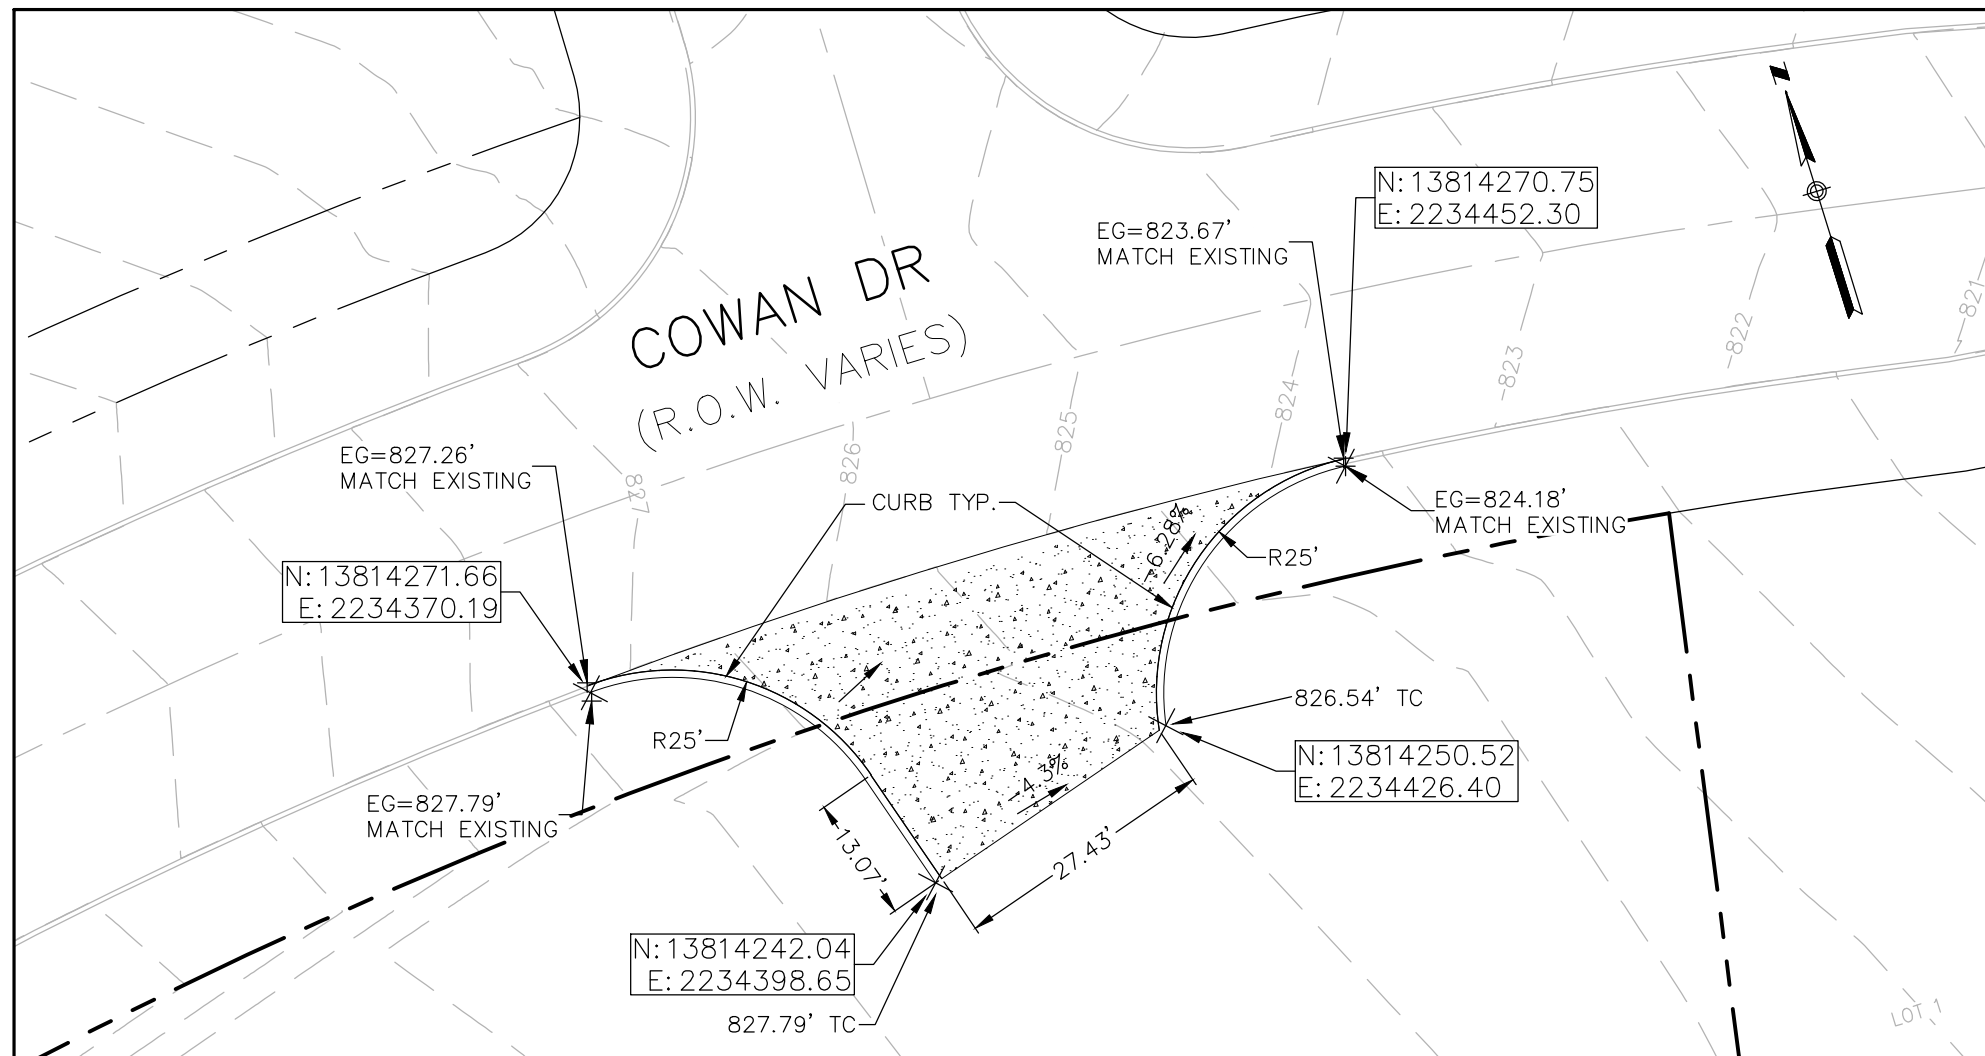 N
N: 13814270.75
E: 2234452.30
EG=823.67'
MATCH EXISTING
COWAN DR
(R.O.W. VARIES)
821
822
823
824
825
826
827
EG=827.26'
MATCH EXISTING
CURB TYP.
EG=824.18'
MATCH EXISTING
-6.28%
R25'
N: 13814271.66
E: 2234370.19
R25'
826.54' TC
N: 13814250.52
E: 2234426.40
-4.3%
EG=827.79'
MATCH EXISTING
13.07'
27.43'
N: 13814242.04
E: 2234398.65
827.79' TC
LOT 1